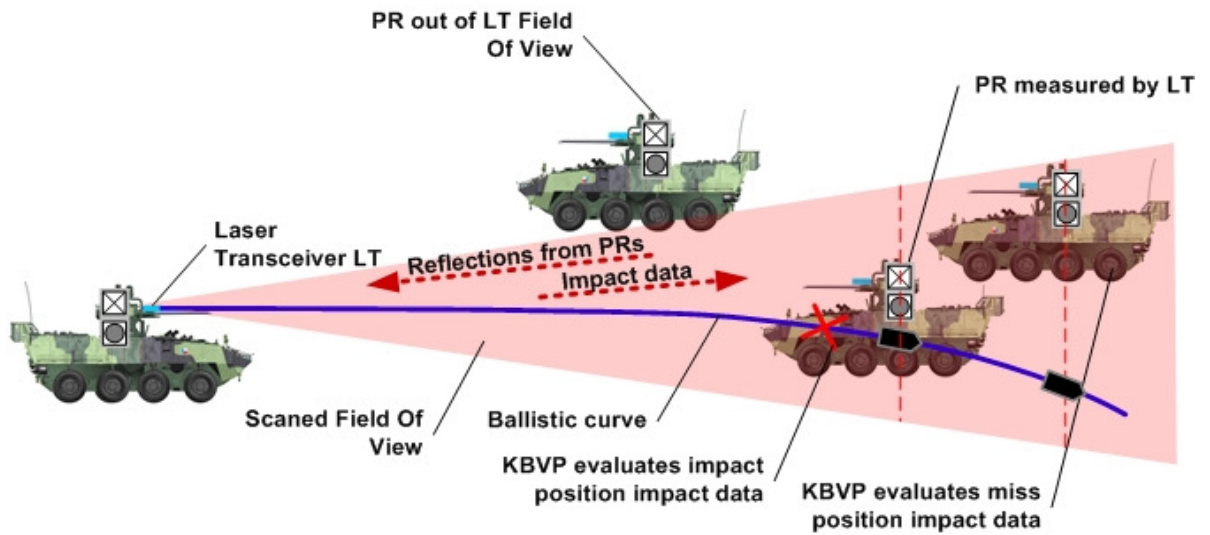 PR out of LT Field
Of View
PR measured by LT
Laser
Transceiver LT
Reflections from PRs
Impact data
Scaned Field Of
View
Ballistic curve
KBVP evaluates impact
position impact data
KBVP evaluates miss
position impact data